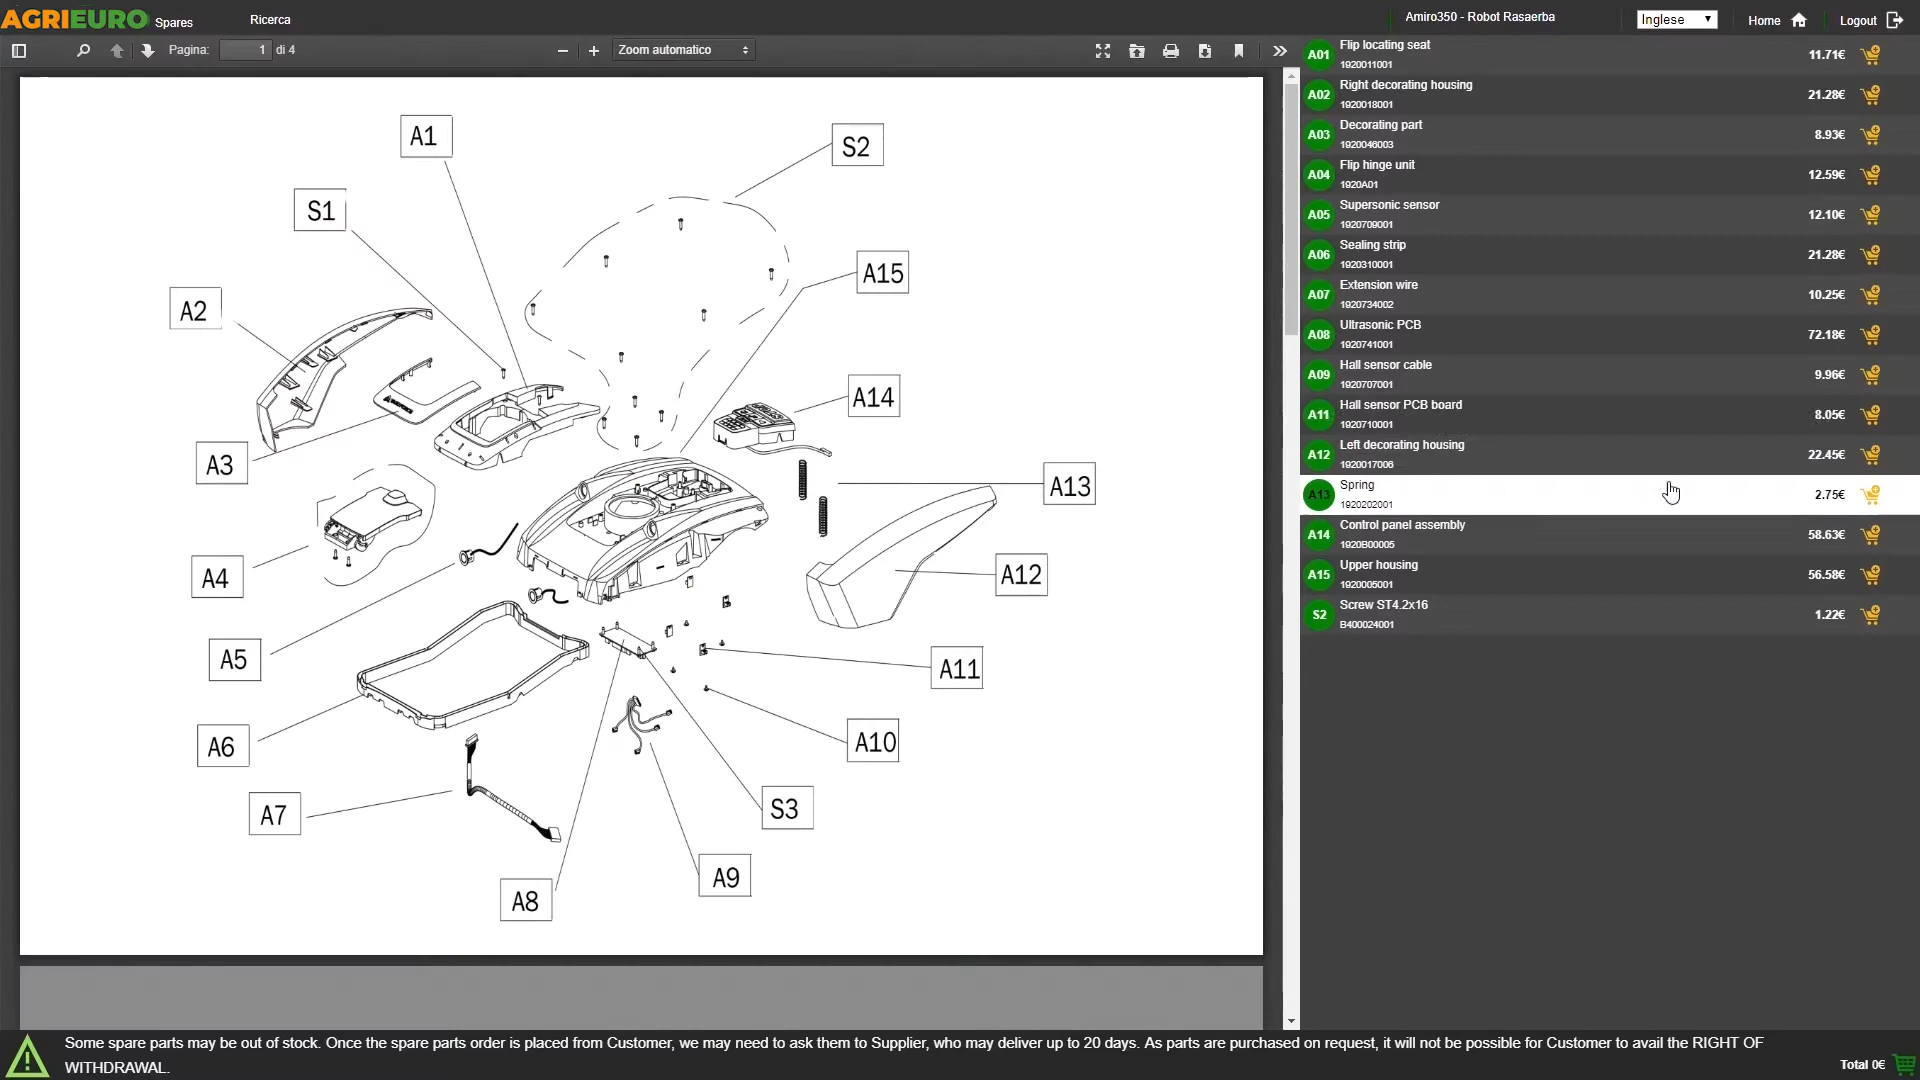 AGRIEURO Spares
Ricerca
Amiro350 - Robot Rasaerba
Inglese
Home
Logout
Pagina: 1 di 4
Zoom automatico
A1
S2
S1
A15
A2
A14
A3
A13
A4
A12
A5
A11
A6
A10
A7
S3
A9
A8
A01 Flip locating seat 11.71€
1920011001
A02 Right decorating housing 21.28€
1920018001
A03 Decorating part 8.93€
1920046003
A04 Flip hinge unit 12.59€
1920A01
A05 Supersonic sensor 12.10€
1920709001
A06 Sealing strip 21.28€
1920310001
A07 Extension wire 10.25€
1920734002
A08 Ultrasonic PCB 72.18€
1920741001
A09 Hall sensor cable 9.96€
1920707001
A11 Hall sensor PCB board 8.05€
1920710001
A12 Left decorating housing 22.45€
1920017006
A13 Spring 2.75€
1920202001
A14 Control panel assembly 58.63€
1920B00005
A15 Upper housing 56.58€
1920005001
S2 Screw ST4.2x16 1.22€
B400024001
Some spare parts may be out of stock. Once the spare parts order is placed from Customer, we may need to ask them to Supplier, who may deliver up to 20 days. As parts are purchased on request, it will not be possible for Customer to avail the RIGHT OF
WITHDRAWAL.
Total 0€